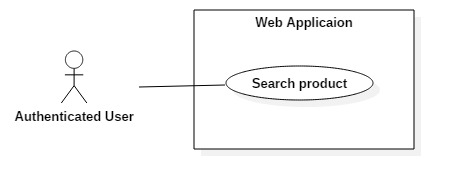 Web Applicaion
Search product
Authenticated User